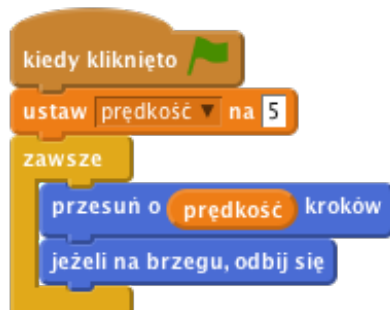 kiedy kliknięto
ustaw prędkość na 5
zawsze
przesuń o prędkość kroków
jeżeli na brzegu, odbij się